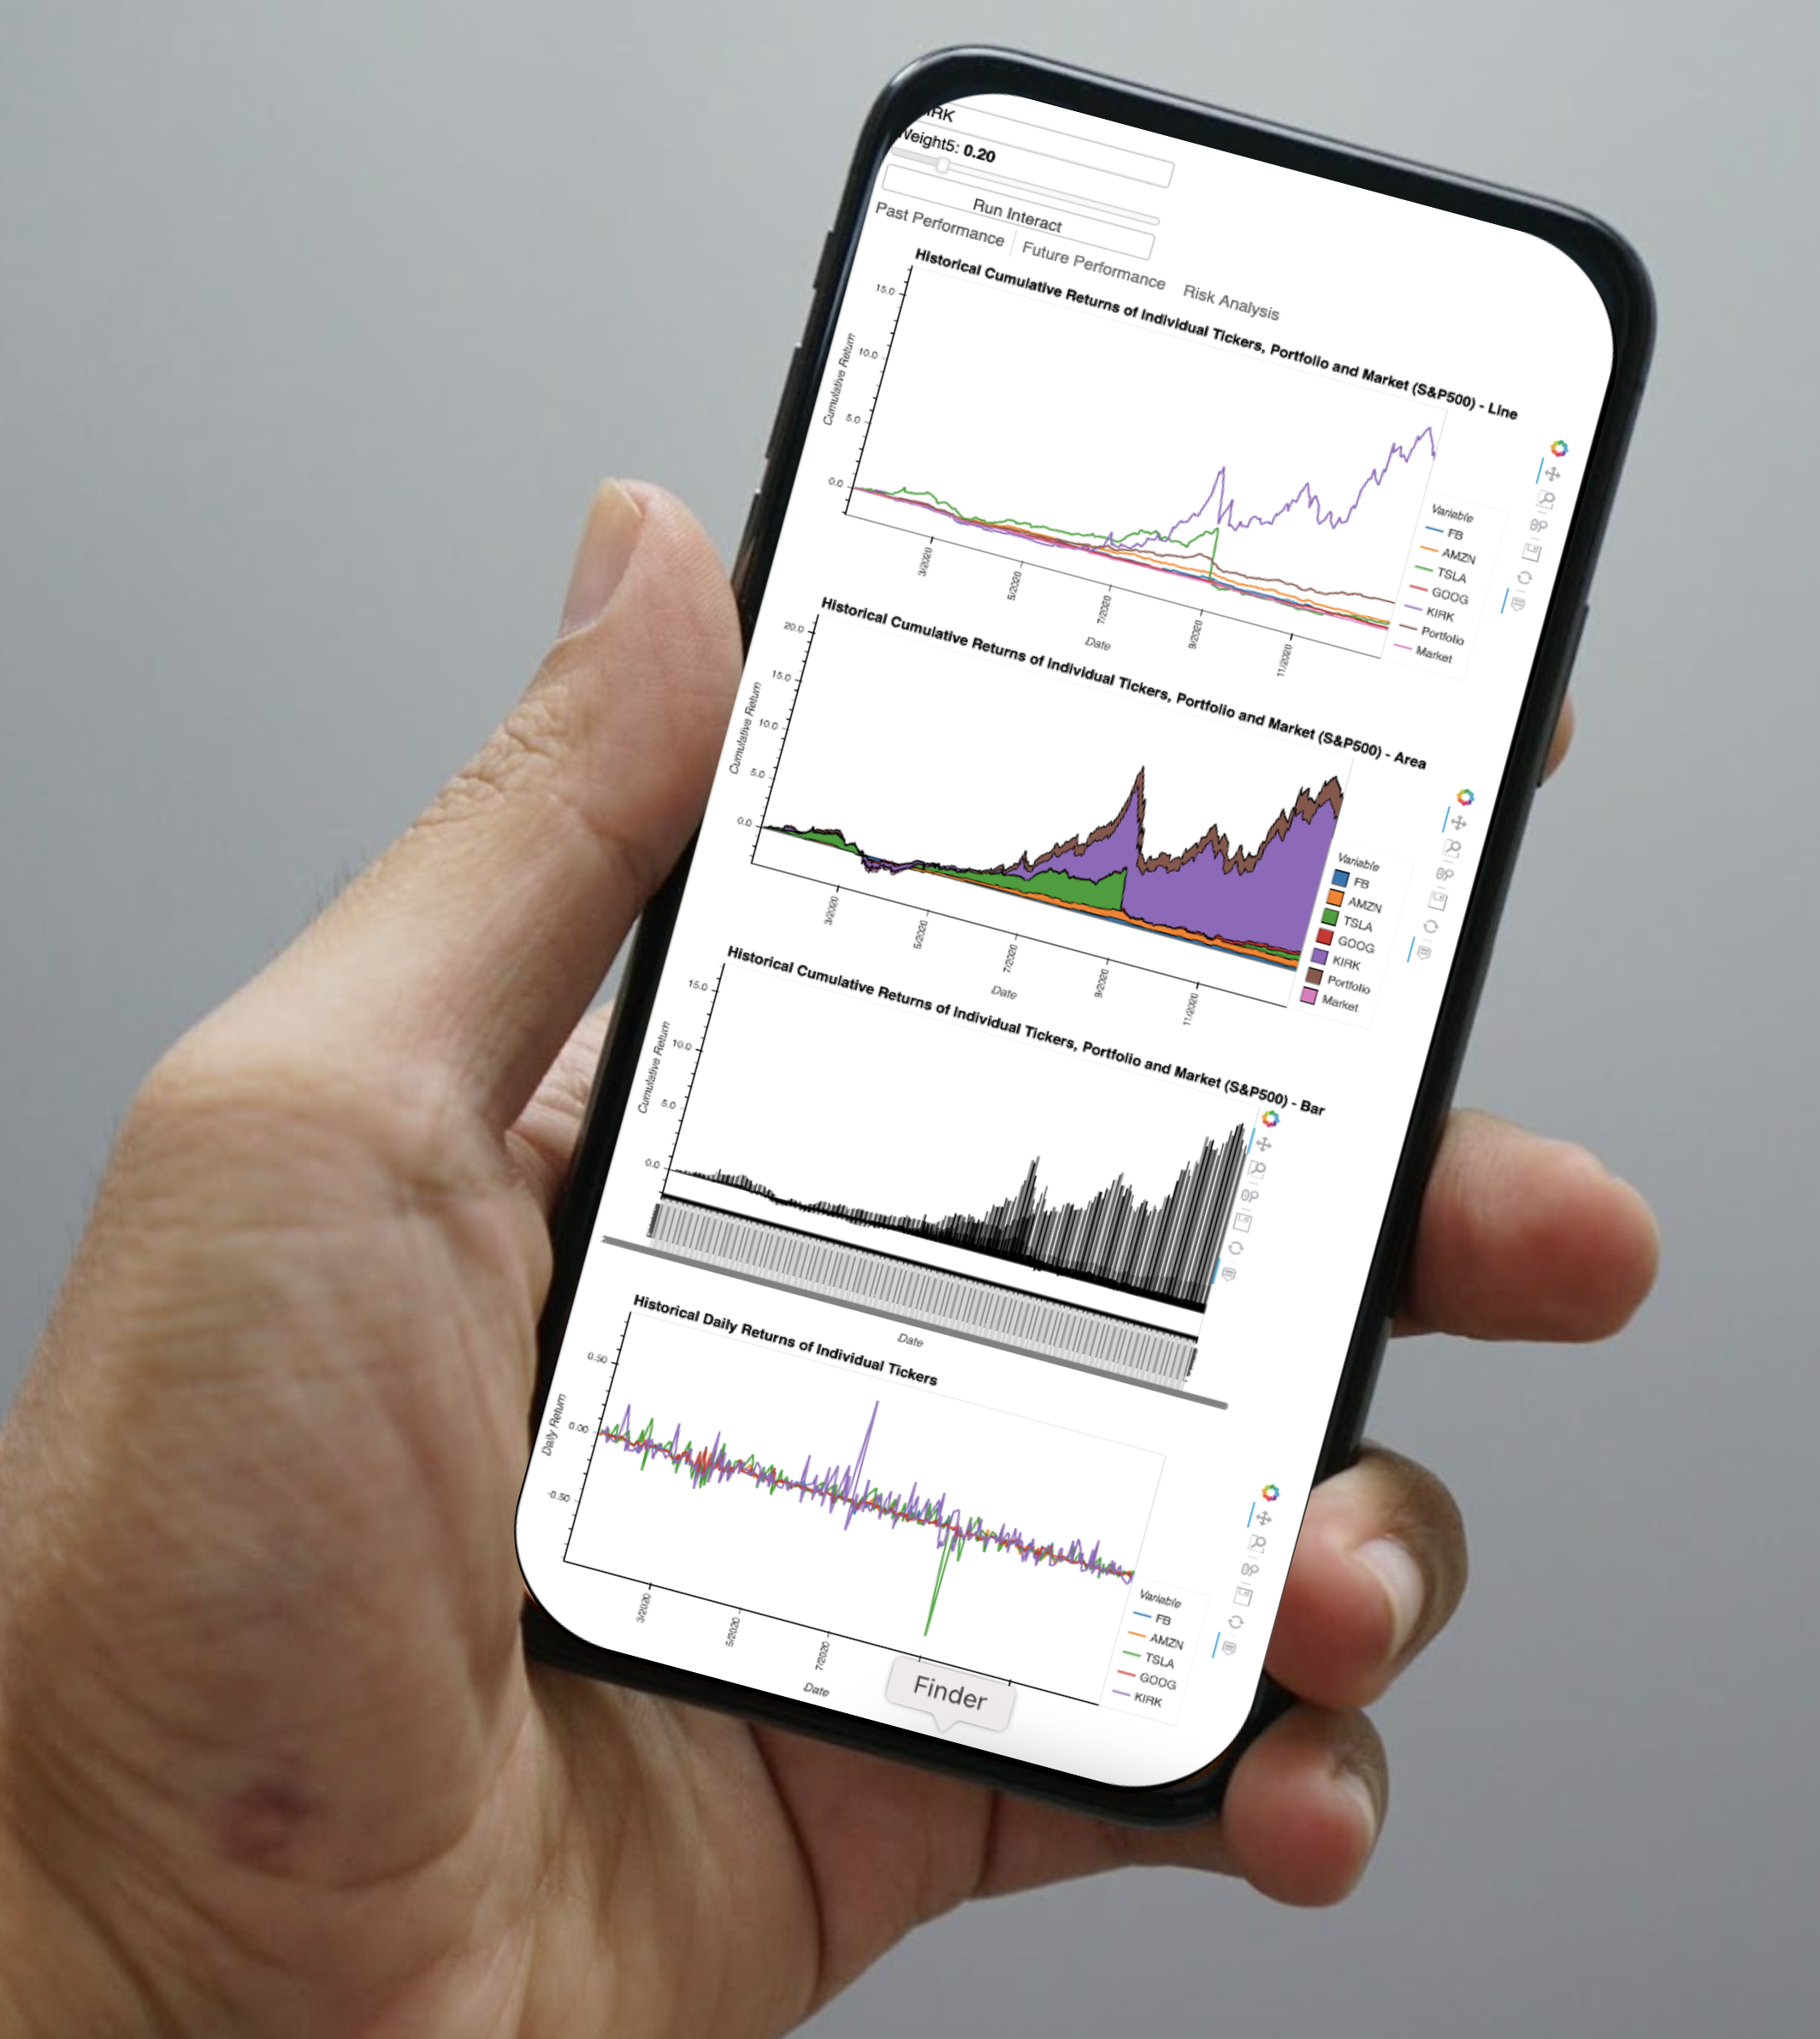 IRK
Weight5: 0.20
Run Interact
Past Performance
Future Performance
Risk Analysis
Historical Cumulative Returns of Individual Tickers, Portfolio and Market (S&P500) - Line
Cumulative Return
15.0
10.0
5.0
0.0
3/2020
5/2020
7/2020
9/2020
11/2020
Date
Variable
FB
AMZN
TSLA
GOOG
KIRK
Portfolio
Market
Historical Cumulative Returns of Individual Tickers, Portfolio and Market (S&P500) - Area
Cumulative Return
20.0
15.0
10.0
5.0
0.0
3/2020
5/2020
7/2020
9/2020
11/2020
Date
Variable
FB
AMZN
TSLA
GOOG
KIRK
Portfolio
Market
Historical Cumulative Returns of Individual Tickers, Portfolio and Market (S&P500) - Bar
Cumulative Return
15.0
10.0
5.0
0.0
Date
Historical Daily Returns of Individual Tickers
Daily Return
0.50
0.00
-0.50
3/2020
5/2020
7/2020
Date
Variable
FB
AMZN
TSLA
GOOG
KIRK
Finder